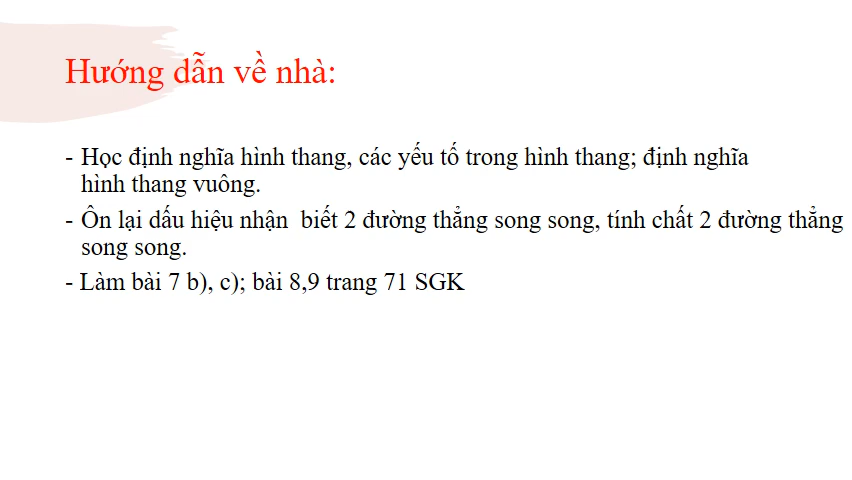 Hướng dẫn về nhà:
- Học định nghĩa hình thang, các yếu tố trong hình thang; định nghĩa
hình thang vuông.
- Ôn lại dấu hiệu nhận  biết 2 đường thẳng song song, tính chất 2 đường thẳng
song song.
- Làm bài 7 b), c); bài 8,9 trang 71 SGK